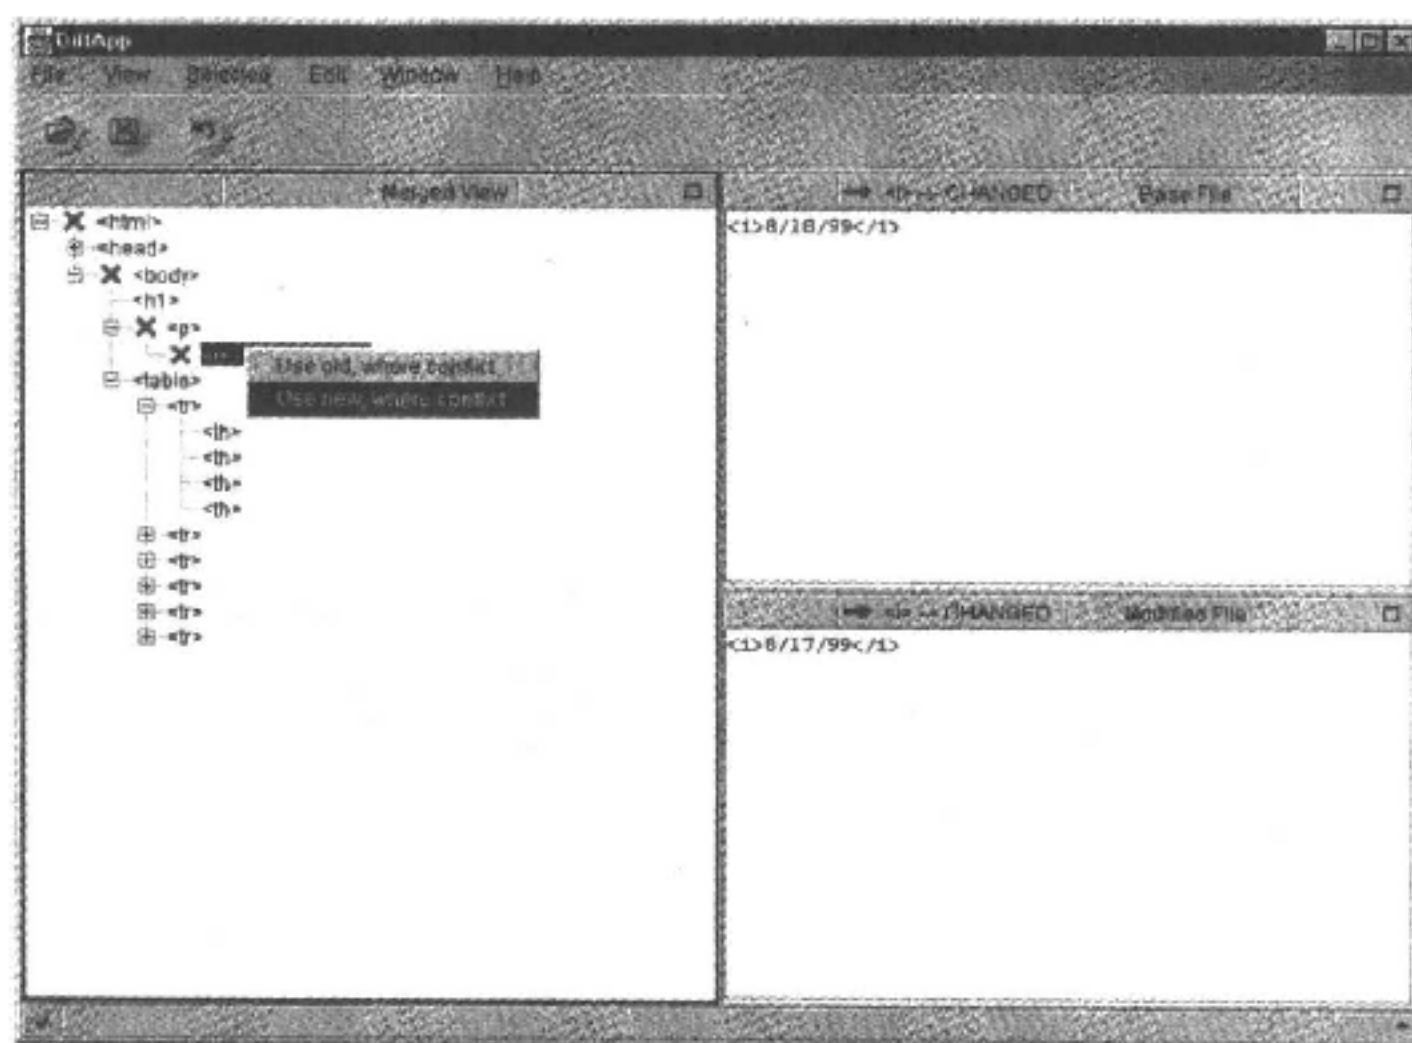 DiffApp
File View Selected Edit Window Help
Merged View
<html>
<head>
<body>
<h1>
<p>
Use old, where conflict
<table>
Use new, where conflict
<tr>
<th>
<th>
<th>
<th>
<tr>
<tr>
<tr>
<tr>
<tr>
<i> -- CHANGED Base File
<i>8/18/99</i>
<i> -- CHANGED Modified File
<i>8/17/99</i>